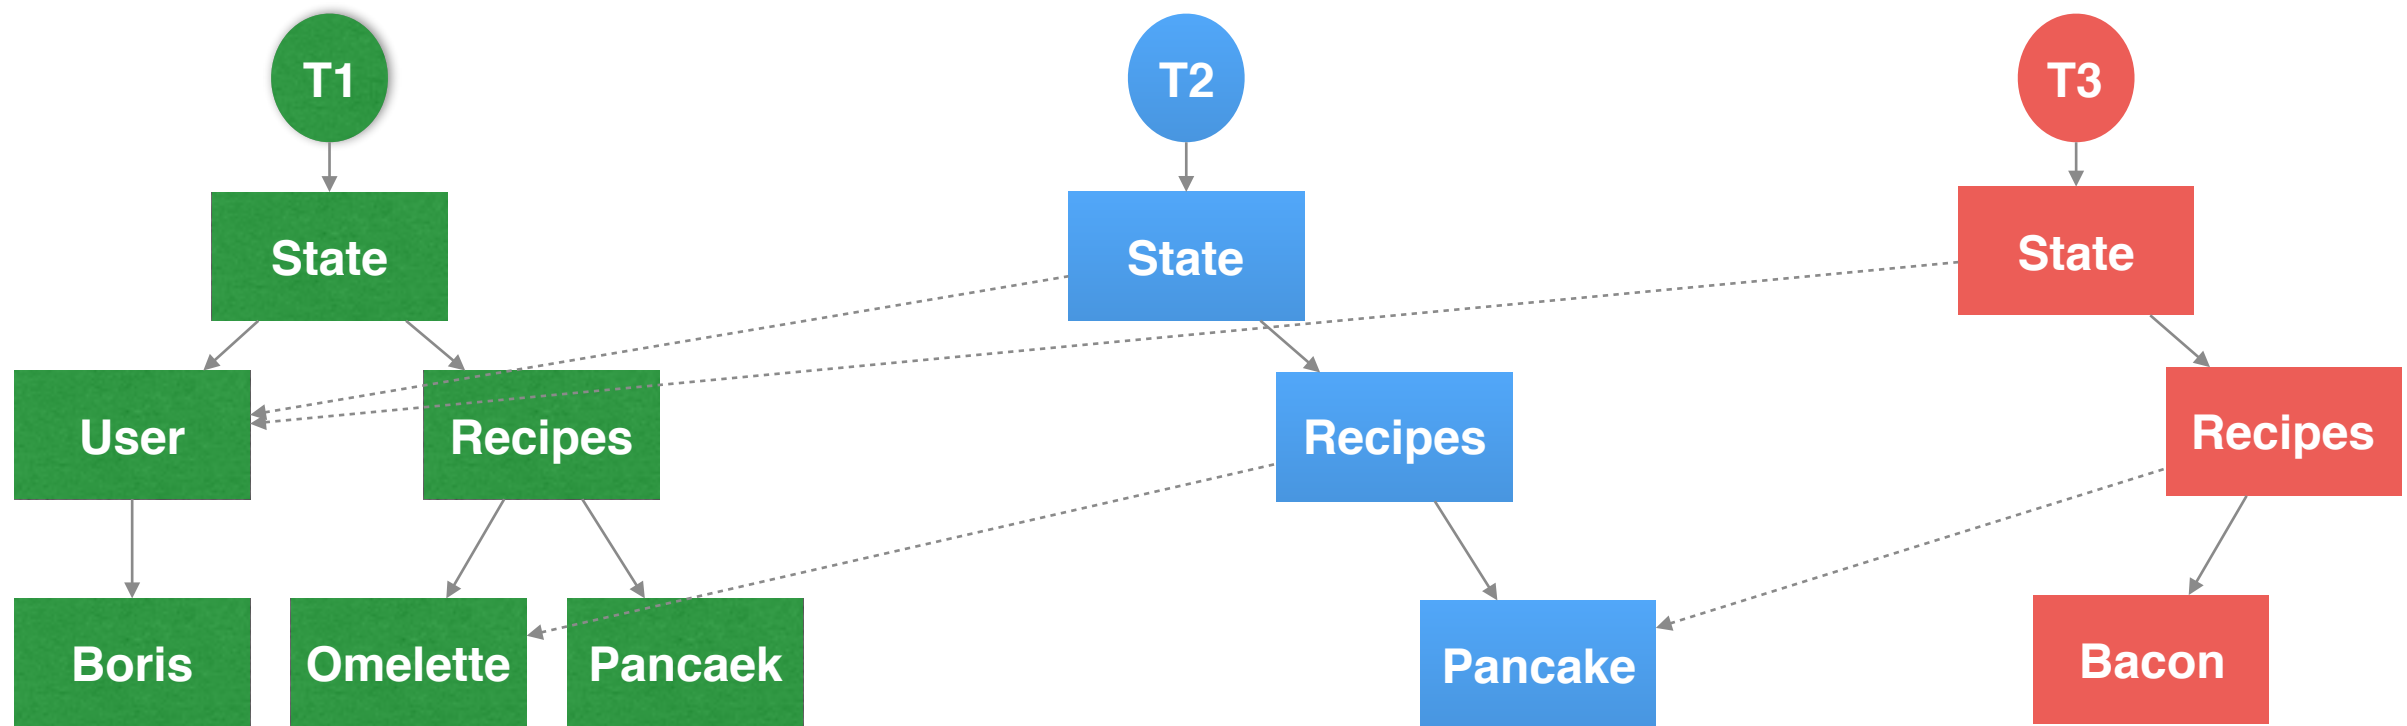 T1
T2
T3
State
State
State
User
Recipes
Recipes
Recipes
Boris
Omelette
Pancaek
Pancake
Bacon